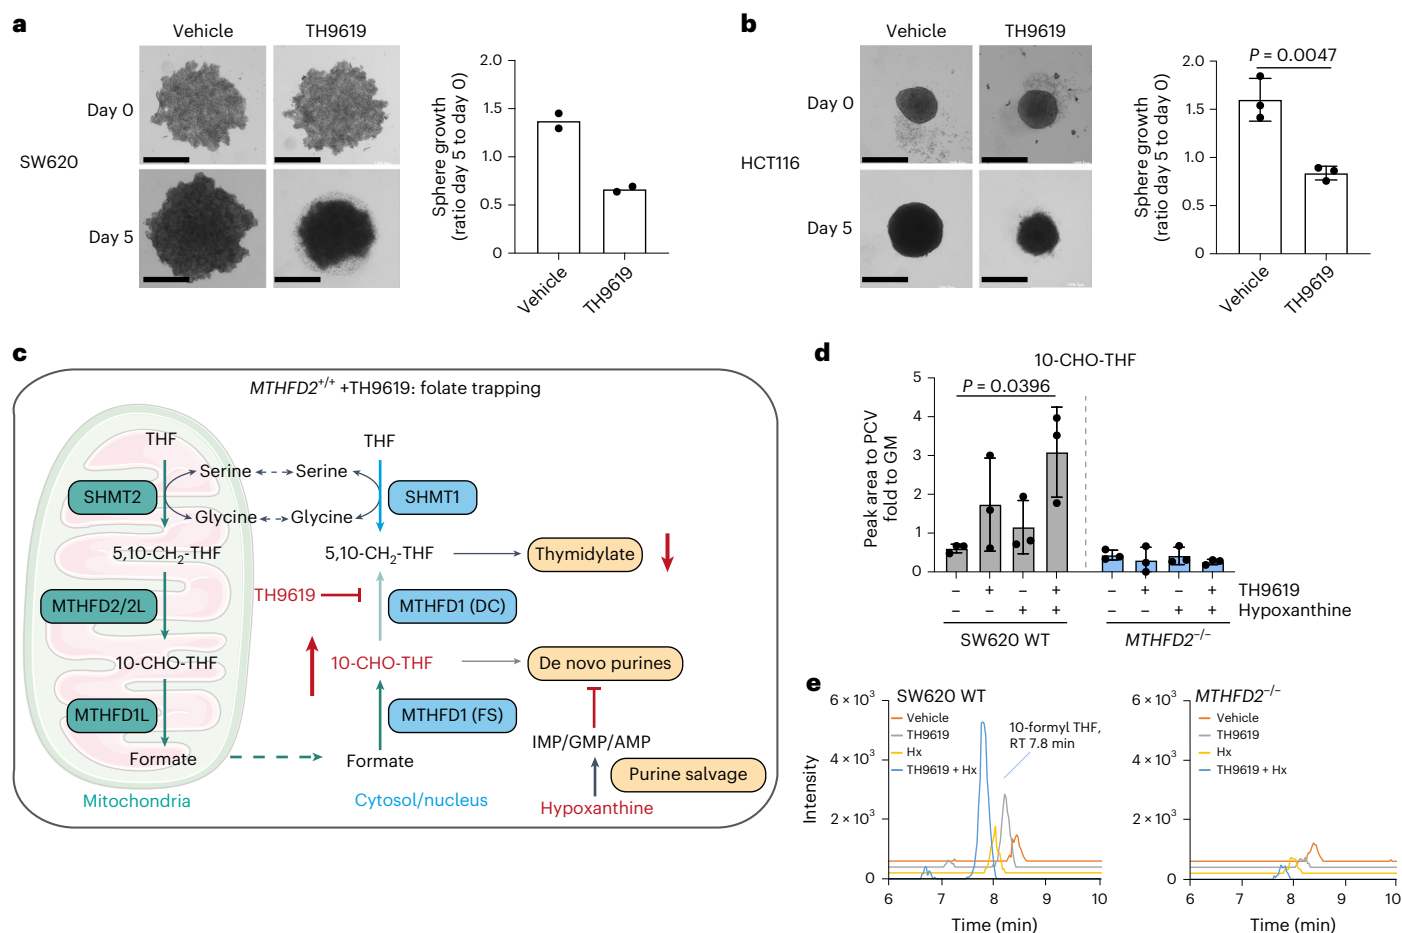 a
Vehicle
TH9619
SW620
Day 0
Day 5
Sphere growth
(ratio day 5 to day 0)
2.0
1.5
1.0
0.5
0
Vehicle
TH9619
b
Vehicle
TH9619
HCT116
Day 0
Day 5
Sphere growth
(ratio day 5 to day 0)
2.0
1.5
1.0
0.5
0
P = 0.0047
Vehicle
TH9619
c
MTHFD2+/+ +TH9619: folate trapping
THF
THF
Serine
Serine
SHMT2
SHMT1
Glycine
Glycine
5,10-CH2-THF
5,10-CH2-THF
Thymidylate
TH9619
MTHFD2/2L
MTHFD1 (DC)
10-CHO-THF
10-CHO-THF
De novo purines
MTHFD1L
MTHFD1 (FS)
IMP/GMP/AMP
Formate
Formate
Purine salvage
Mitochondria
Cytosol/nucleus
Hypoxanthine
d
10-CHO-THF
Peak area to PCV
fold to GM
5
4
3
2
1
0
P = 0.0396
– + – + – + – + TH9619
– – + + – – + + Hypoxanthine
SW620 WT
MTHFD2–/–
e
SW620 WT
Vehicle
TH9619
Hx
TH9619 + Hx
10-formyl THF,
RT 7.8 min
Intensity
6 × 10³
4 × 10³
2 × 10³
0
6 7 8 9 10
Time (min)
MTHFD2–/–
Vehicle
TH9619
Hx
TH9619 + Hx
6 × 10³
4 × 10³
2 × 10³
0
6 7 8 9 10
Time (min)